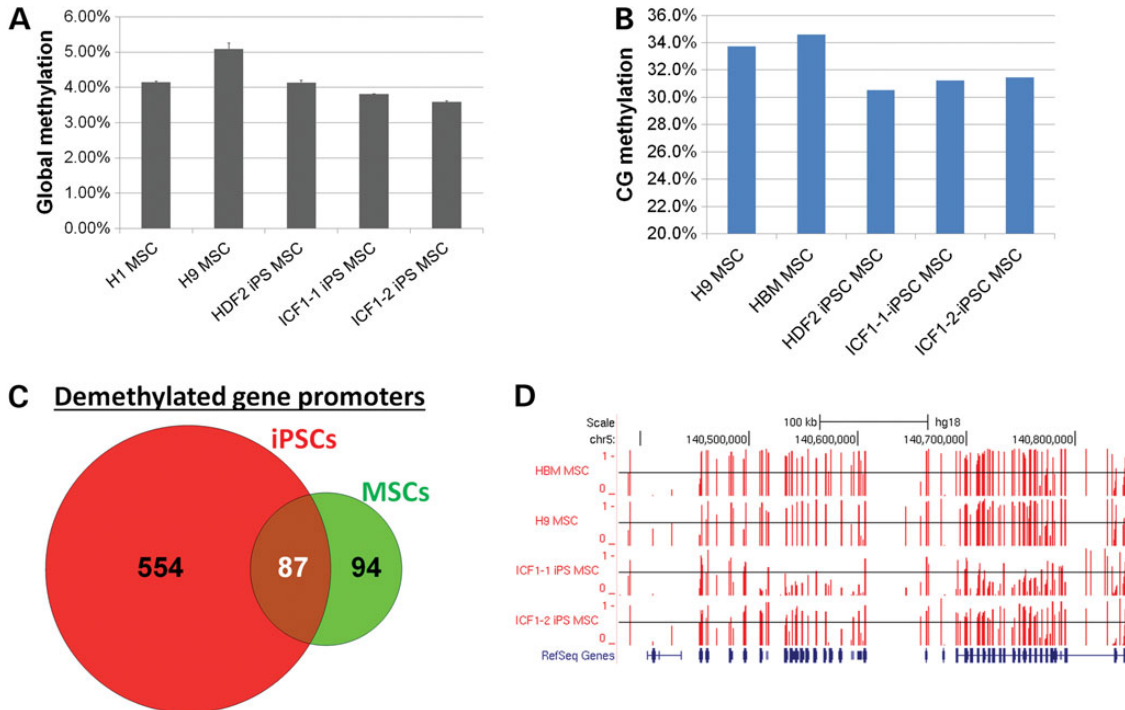 A
Global methylation
6.00%
5.00%
4.00%
3.00%
2.00%
1.00%
0.00%
H1 MSC
H9 MSC
HDF2 iPS MSC
ICF1-1 iPS MSC
ICF1-2 iPS MSC
B
CG methylation
36.0%
34.0%
32.0%
30.0%
28.0%
26.0%
24.0%
22.0%
20.0%
H9 MSC
HBM MSC
HDF2 iPSC MSC
ICF1-1-iPSC MSC
ICF1-2-iPSC MSC
C
Demethylated gene promoters
iPSCs
MSCs
554
87
94
D
Scale
100 kb
hg18
chr5:
140,500,000
140,600,000
140,700,000
140,800,000
1
HBM MSC
0
1
H9 MSC
0
1
ICF1-1 iPS MSC
0
1
ICF1-2 iPS MSC
0
RefSeq Genes